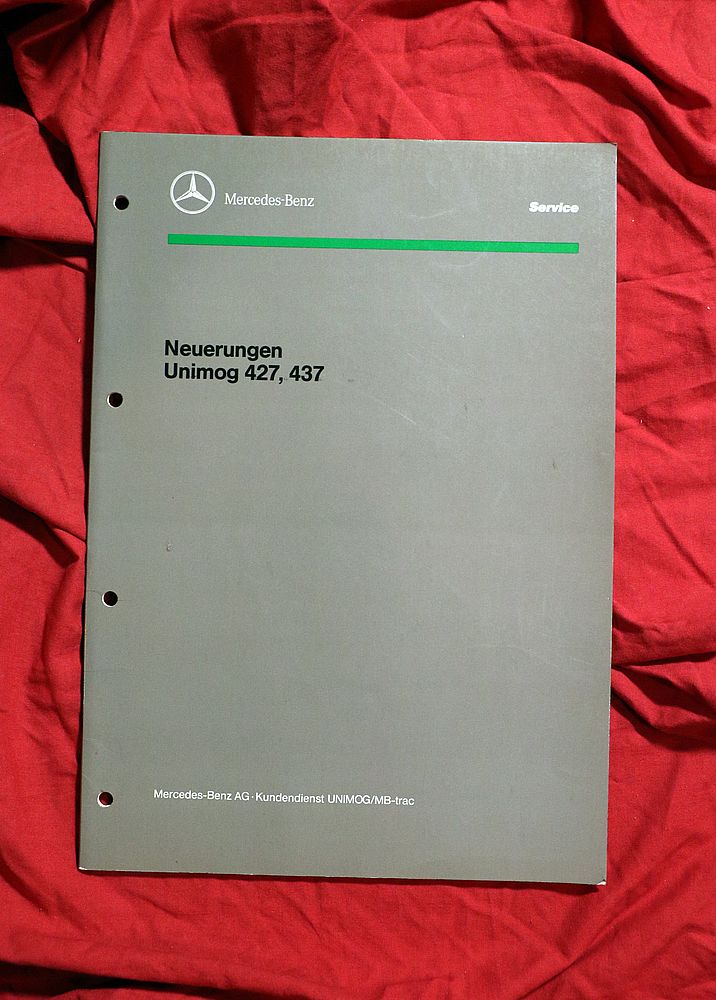 Mercedes-Benz
Service
Neuerungen
Unimog 427, 437
Mercedes-Benz AG · Kundendienst UNIMOG/MB-trac